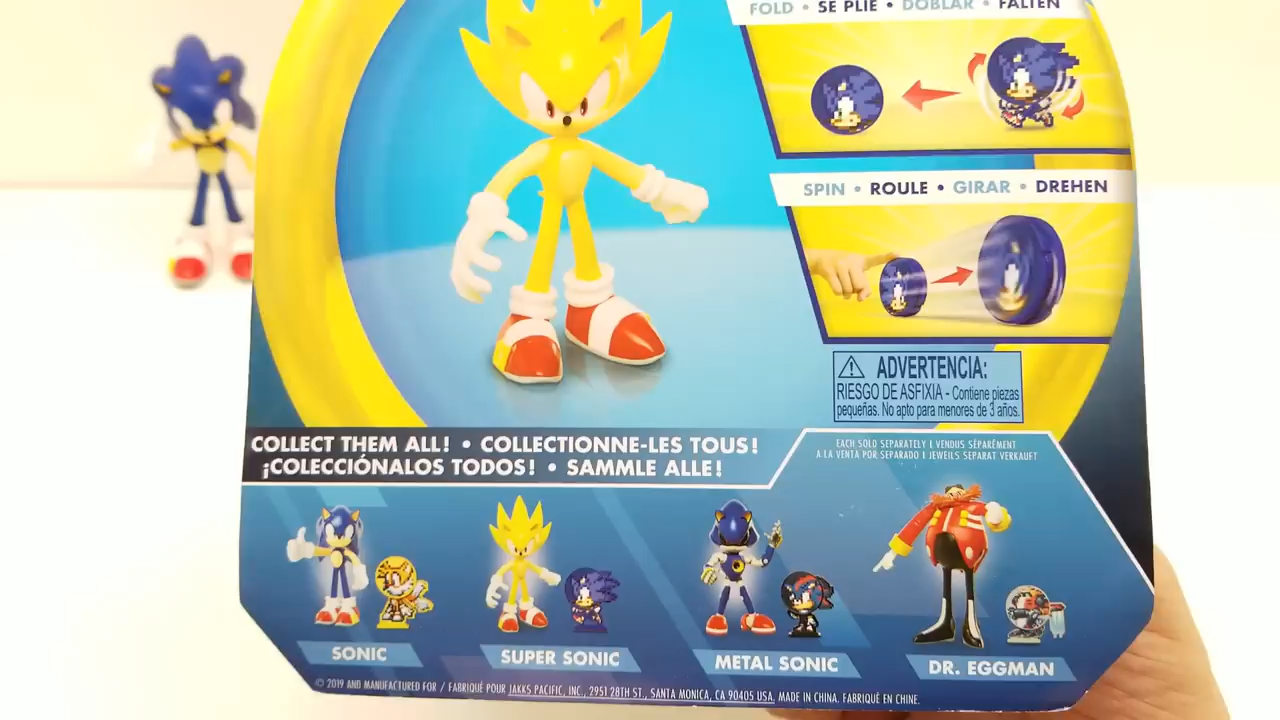 FOLD • SE PLIE • DOBLAR • FALTEN
SPIN • ROULE • GIRAR • DREHEN
ADVERTENCIA:
RIESGO DE ASFIXIA - Contiene piezas
pequeñas. No apto para menores de 3 años.
COLLECT THEM ALL! • COLLECTIONNE-LES TOUS!
¡COLECCIÓNALOS TODOS! • SAMMLE ALLE!
EACH SOLD SEPARATELY I VENDUS SÉPARÉMENT
A LA VENTA POR SEPARADO I JEWEILS SEPARAT VERKAUFT
SONIC
SUPER SONIC
METAL SONIC
DR. EGGMAN
© 2019 AND MANUFACTURED FOR / FABRIQUÉ POUR JAKKS PACIFIC, INC., 2951 28TH ST., SANTA MONICA, CA 90405 USA. MADE IN CHINA. FABRIQUÉ EN CHINE.